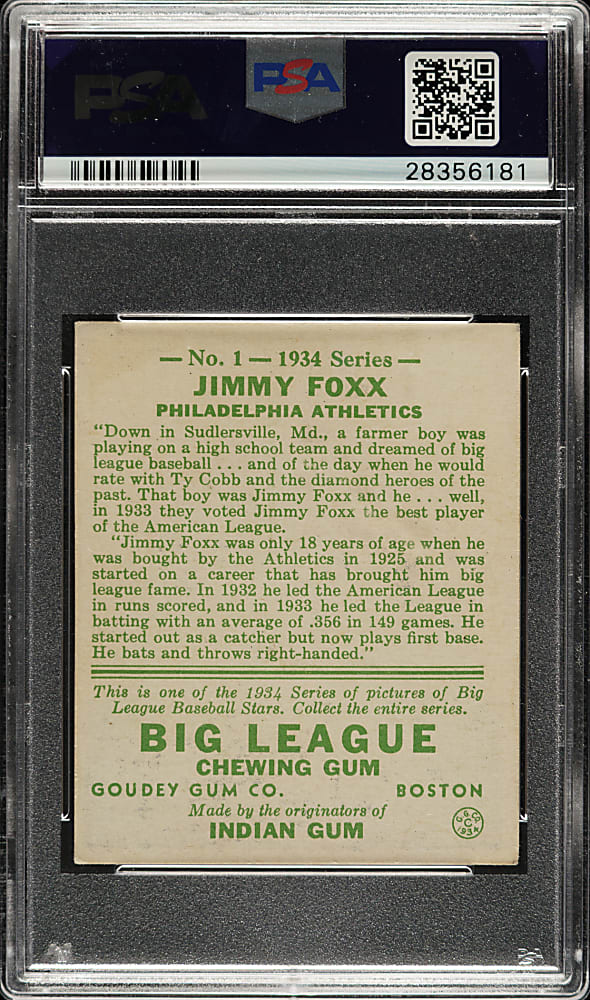 PSA
PSA
28356181
— No. 1 — 1934 Series —
JIMMY FOXX
PHILADELPHIA ATHLETICS
"Down in Sudlersville, Md., a farmer boy was
playing on a high school team and dreamed of big
league baseball . . . and of the day when he would
rate with Ty Cobb and the diamond heroes of the
past. That boy was Jimmy Foxx and he . . . well,
in 1933 they voted Jimmy Foxx the best player
of the American League.
"Jimmy Foxx was only 18 years of age when he
was bought by the Athletics in 1925 and was
started on a career that has brought him big
league fame. In 1932 he led the American League
in runs scored, and in 1933 he led the League in
batting with an average of .356 in 149 games. He
started out as a catcher but now plays first base.
He bats and throws right-handed."
This is one of the 1934 Series of pictures of Big
League Baseball Stars. Collect the entire series.
BIG LEAGUE
CHEWING GUM
GOUDEY GUM CO. BOSTON
Made by the originators of
INDIAN GUM
G.G.CO.
C
1934
PSA